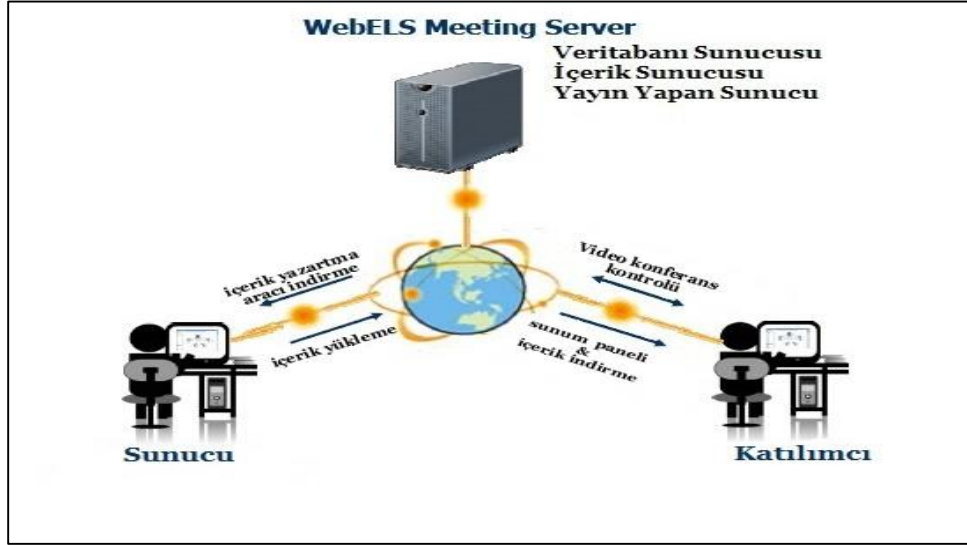 WebELS Meeting Server
Veritabanı Sunucusu
İçerik Sunucusu
Yayın Yapan Sunucu
içerik yazartma
aracı indirme
içerik yükleme
Video konferans
kontrolü
sunum paneli
&
içerik indirme
Sunucu
Katılımcı